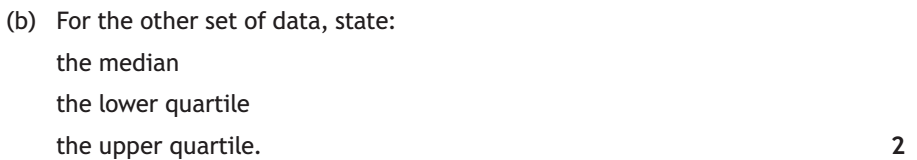 (b) For the other set of data, state:
the median
the lower quartile
the upper quartile. 2